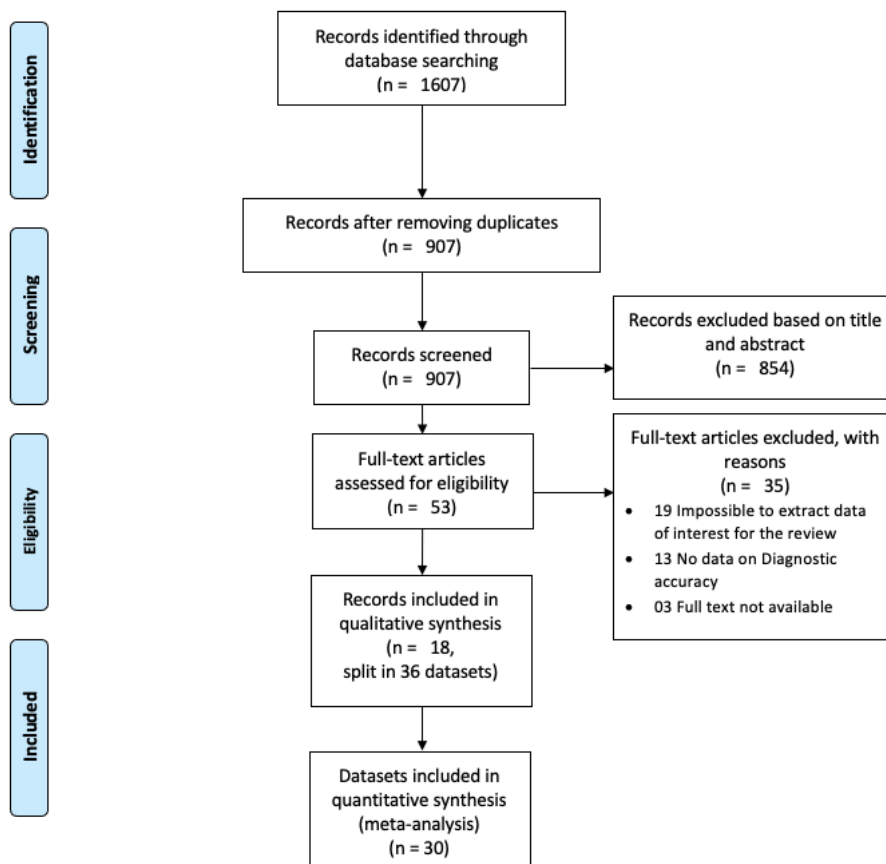 Identification
Records identified through
database searching
(n = 1607)
Records after removing duplicates
(n = 907)
Screening
Records screened
(n = 907)
Records excluded based on title
and abstract
(n = 854)
Eligibility
Full-text articles
assessed for eligibility
(n = 53)
Full-text articles excluded, with
reasons
(n = 35)
• 19 Impossible to extract data
of interest for the review
• 13 No data on Diagnostic
accuracy
• 03 Full text not available
Records included in
qualitative synthesis
(n = 18,
split in 36 datasets)
Included
Datasets included in
quantitative synthesis
(meta-analysis)
(n = 30)